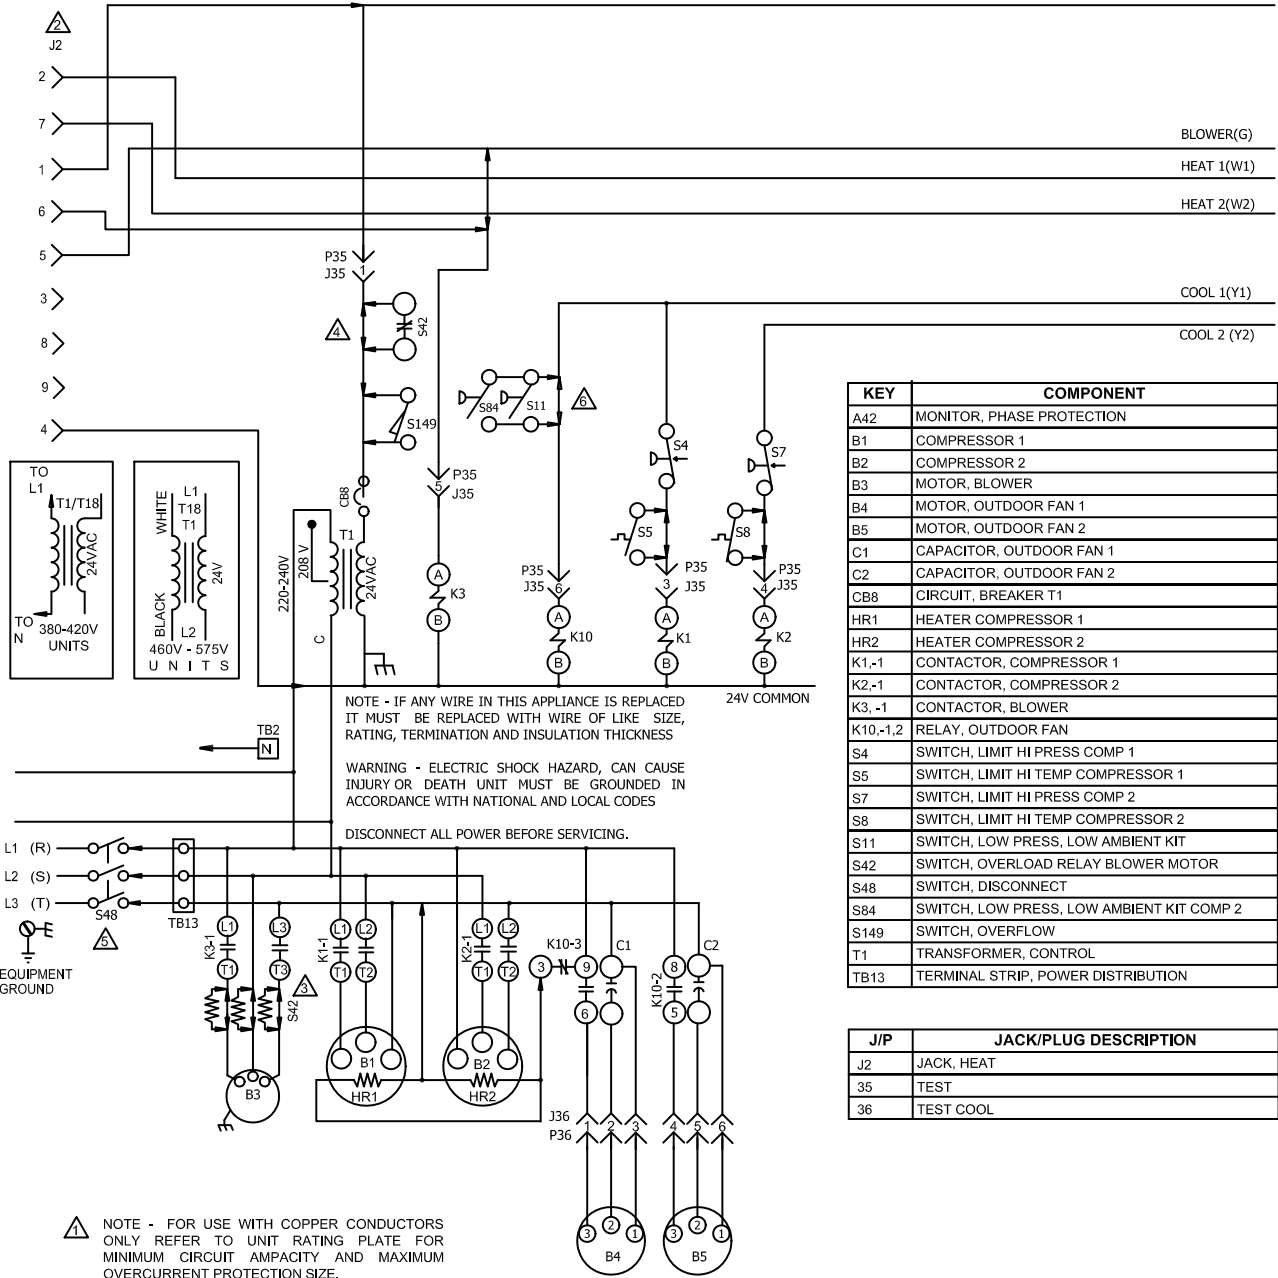 2
J2
2
7
1
6
5
3
8
9
4
BLOWER(G)
HEAT 1(W1)
HEAT 2(W2)
COOL 1(Y1)
COOL 2 (Y2)
P35
J35
1
4
S42
S149
CB8
P35
5
J35
A
K3
B
S84
S11
6
P35
J35
6
A
K10
B
S4
S5
P35
3
J35
A
K1
B
S7
S8
P35
4
J35
A
K2
B
TO
L1
T1/T18
24VAC
TO
N
380-420V
UNITS
WHITE
BLACK
L1
T18
T1
24V
L2
460V - 575V
U N I T S
220-240V
208 V
C
T1
24VAC
24V COMMON
NOTE - IF ANY WIRE IN THIS APPLIANCE IS REPLACED
IT MUST BE REPLACED WITH WIRE OF LIKE SIZE,
RATING, TERMINATION AND INSULATION THICKNESS
WARNING - ELECTRIC SHOCK HAZARD, CAN CAUSE
INJURY OR DEATH UNIT MUST BE GROUNDED IN
ACCORDANCE WITH NATIONAL AND LOCAL CODES
DISCONNECT ALL POWER BEFORE SERVICING.
TB2
N
L1 (R)
L2 (S)
L3 (T)
S48
5
TB13
EQUIPMENT
GROUND
L1
K3-1
T1
L3
T3
3
S42
B3
L1
L2
K1-1
T1
T2
B1
HR1
L1
L2
K2-1
T1
T2
B2
HR2
K10-3
3
9
6
C1
K10-2
8
5
C2
J36
P36
1
2
3
4
5
6
3
2
1
B4
3
2
1
B5
1
NOTE - FOR USE WITH COPPER CONDUCTORS
ONLY REFER TO UNIT RATING PLATE FOR
MINIMUM CIRCUIT AMPACITY AND MAXIMUM
OVERCURRENT PROTECTION SIZE.
KEY COMPONENT
A42 MONITOR, PHASE PROTECTION
B1 COMPRESSOR 1
B2 COMPRESSOR 2
B3 MOTOR, BLOWER
B4 MOTOR, OUTDOOR FAN 1
B5 MOTOR, OUTDOOR FAN 2
C1 CAPACITOR, OUTDOOR FAN 1
C2 CAPACITOR, OUTDOOR FAN 2
CB8 CIRCUIT, BREAKER T1
HR1 HEATER COMPRESSOR 1
HR2 HEATER COMPRESSOR 2
K1,-1 CONTACTOR, COMPRESSOR 1
K2,-1 CONTACTOR, COMPRESSOR 2
K3, -1 CONTACTOR, BLOWER
K10,-1,2 RELAY, OUTDOOR FAN
S4 SWITCH, LIMIT HI PRESS COMP 1
S5 SWITCH, LIMIT HI TEMP COMPRESSOR 1
S7 SWITCH, LIMIT HI PRESS COMP 2
S8 SWITCH, LIMIT HI TEMP COMPRESSOR 2
S11 SWITCH, LOW PRESS, LOW AMBIENT KIT
S42 SWITCH, OVERLOAD RELAY BLOWER MOTOR
S48 SWITCH, DISCONNECT
S84 SWITCH, LOW PRESS, LOW AMBIENT KIT COMP 2
S149 SWITCH, OVERFLOW
T1 TRANSFORMER, CONTROL
TB13 TERMINAL STRIP, POWER DISTRIBUTION
J/P JACK/PLUG DESCRIPTION
J2 JACK, HEAT
35 TEST
36 TEST COOL